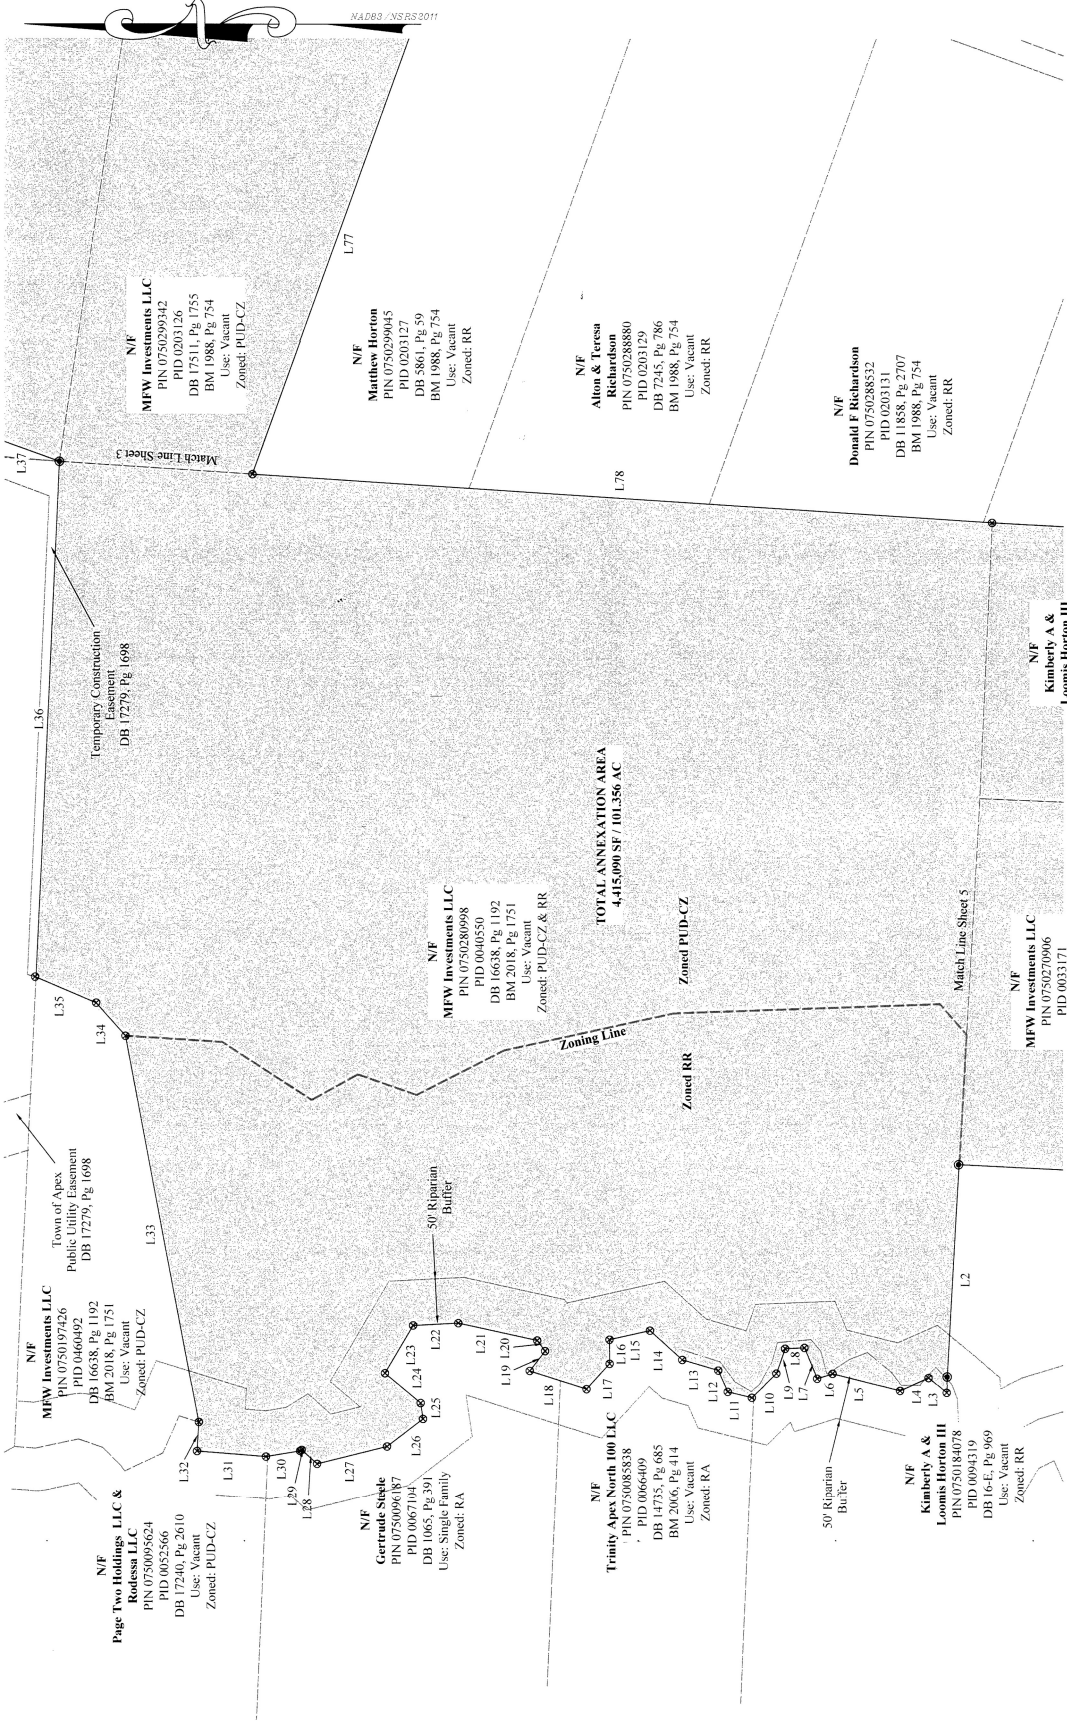 NAD83/NSRS2011
N
N/F
MFW Investments LLC
PIN 0750299342
PID 0203126
DB 17511, Pg 1755
BM 1988, Pg 754
Use: Vacant
Zoned: PUD-CZ
L77
N/F
Matthew Horton
PIN 0750299045
PID 0203127
DB 5861, Pg 59
BM 1988, Pg 754
Use: Vacant
Zoned: RR
N/F
Alton & Teresa
Richardson
PIN 0750288880
PID 0203129
DB 7245, Pg 786
BM 1988, Pg 754
Use: Vacant
Zoned: RR
N/F
Donald F Richardson
PIN 0750288532
PID 0203131
DB 11858, Pg 2707
BM 1988, Pg 754
Use: Vacant
Zoned: RR
L37
Match Line Sheet 3
L78
Temporary Construction
Easement
DB 17279, Pg 1698
L36
N/F
Kimberly A &
Loomis Horton III
TOTAL ANNEXATION AREA
4,415,090 SF / 101.356 AC
N/F
MFW Investments LLC
PIN 0750280998
PID 0040550
DB 16638, Pg 1192
BM 2018, Pg 1751
Use: Vacant
Zoned: PUD-CZ & RR
Zoned PUD-CZ
Zoning Line
Zoned RR
Match Line Sheet 5
N/F
MFW Investments LLC
PIN 0750270906
PID 0033171
L35
L34
L33
Town of Apex
Public Utility Easement
DB 17279, Pg 1698
N/F
MFW Investments LLC
PIN 0750197426
PID 0460492
DB 16638, Pg 1192
BM 2018, Pg 1751
Use: Vacant
Zoned: PUD-CZ
50' Riparian
Buffer
L32
L31
L30
L29
L28
L27
L26
L25
L24
L23
L22
L21
L20
L19
L18
L17
L16
L15
L14
L13
L12
L11
L10
L9
L8
L7
L6
L5
L4
L3
L2
N/F
Page Two Holdings LLC &
Rodessa LLC
PIN 0750095624
PID 0052566
DB 17240, Pg 2610
Use: Vacant
Zoned: PUD-CZ
N/F
Gertrude Steele
PIN 0750096187
PID 0067104
DB 1065, Pg 391
Use: Single Family
Zoned: RA
N/F
Trinity Apex North 100 LLC
PIN 0750085838
PID 0066409
DB 14735, Pg 685
BM 2006, Pg 414
Use: Vacant
Zoned: RA
50' Riparian
Buffer
N/F
Kimberly A &
Loomis Horton III
PIN 0750184078
PID 0094319
DB 16-E, Pg 969
Use: Vacant
Zoned: RR